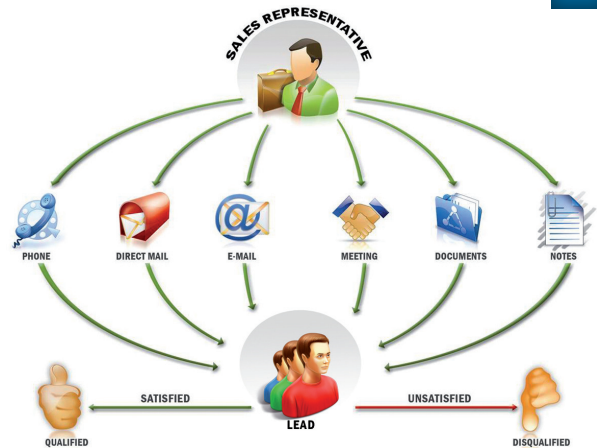 SALES REPRESENTATIVE
PHONE
DIRECT MAIL
E-MAIL
MEETING
DOCUMENTS
NOTES
SATISFIED
UNSATISFIED
LEAD
QUALIFIED
DISQUALIFIED